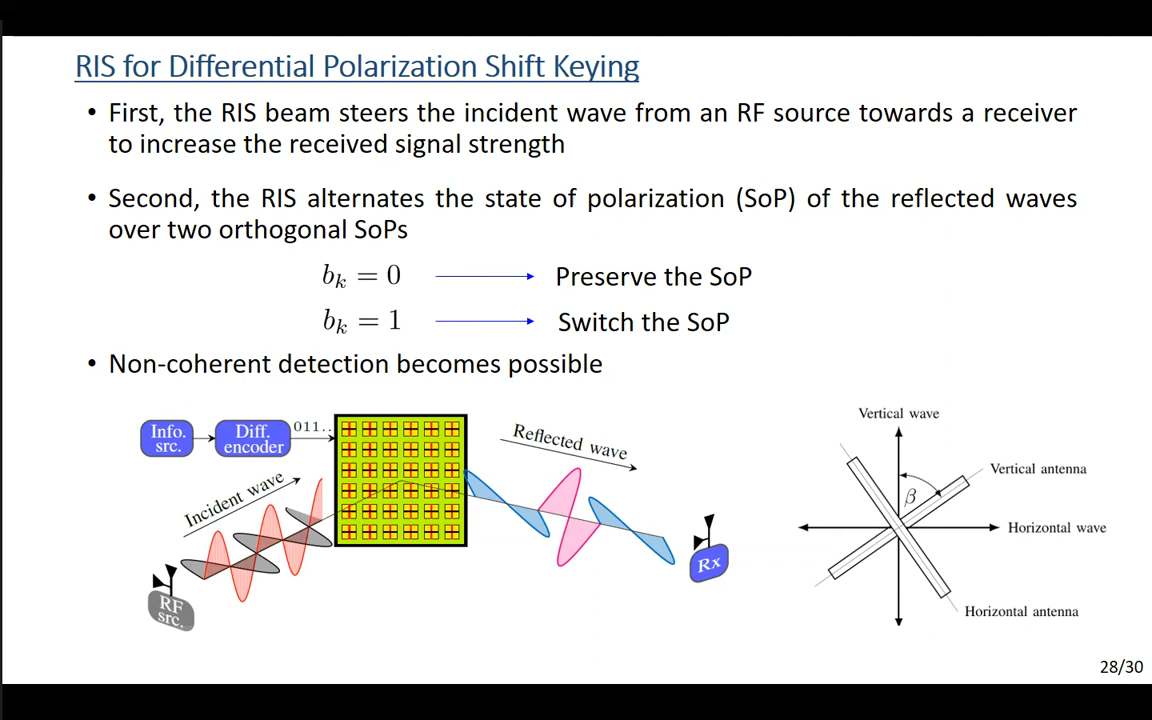 RIS for Differential Polarization Shift Keying
• First, the RIS beam steers the incident wave from an RF source towards a receiver
to increase the received signal strength
• Second, the RIS alternates the state of polarization (SoP) of the reflected waves
over two orthogonal SoPs
b_k = 0 → Preserve the SoP
b_k = 1 → Switch the SoP
• Non-coherent detection becomes possible
Info.
src.
Diff.
encoder
011..
Incident wave
Reflected wave
RF
src.
Rx
Vertical wave
Vertical antenna
β
Horizontal wave
Horizontal antenna
28/30